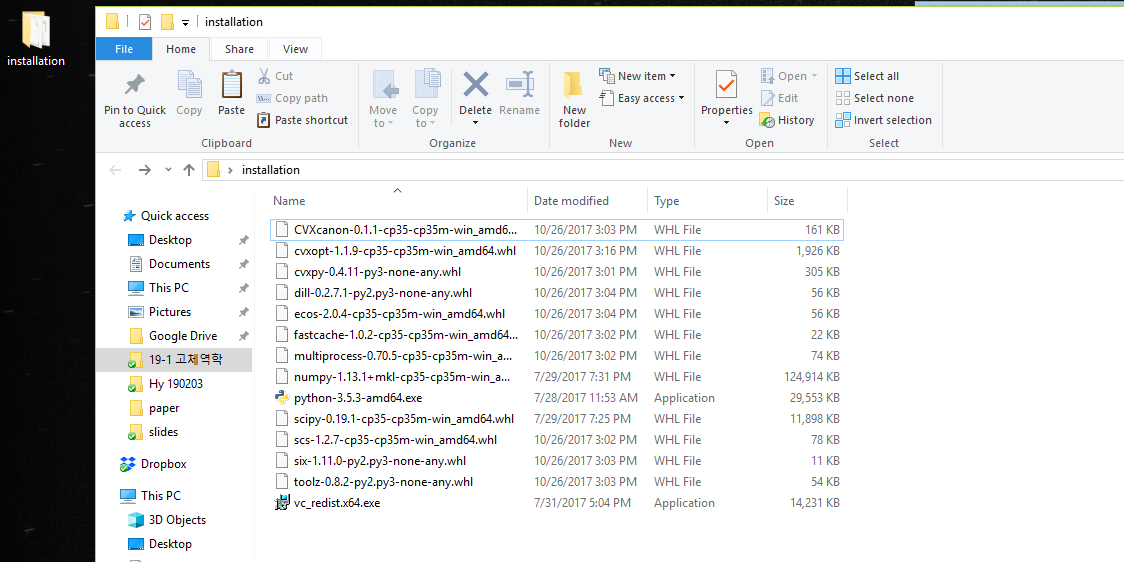 installation
installation
File Home Share View
Pin to Quick access
Copy
Paste
Cut
Copy path
Paste shortcut
Clipboard
Move to
Copy to
Delete
Rename
Organize
New folder
New item
Easy access
New
Properties
Open
Edit
History
Open
Select all
Select none
Invert selection
Select
installation
Quick access
Desktop
Documents
This PC
Pictures
Google Drive
19-1 고체역학
Hy 190203
paper
slides
Dropbox
This PC
3D Objects
Desktop
Name Date modified Type Size
CVXcanon-0.1.1-cp35-cp35m-win_amd6... 10/26/2017 3:03 PM WHL File 161 KB
cvxopt-1.1.9-cp35-cp35m-win_amd64.whl 10/26/2017 3:16 PM WHL File 1,926 KB
cvxpy-0.4.11-py3-none-any.whl 10/26/2017 3:01 PM WHL File 305 KB
dill-0.2.7.1-py2.py3-none-any.whl 10/26/2017 3:04 PM WHL File 56 KB
ecos-2.0.4-cp35-cp35m-win_amd64.whl 10/26/2017 3:04 PM WHL File 56 KB
fastcache-1.0.2-cp35-cp35m-win_amd64... 10/26/2017 3:02 PM WHL File 22 KB
multiprocess-0.70.5-cp35-cp35m-win_a... 10/26/2017 3:02 PM WHL File 74 KB
numpy-1.13.1+mkl-cp35-cp35m-win_a... 7/29/2017 7:31 PM WHL File 124,914 KB
python-3.5.3-amd64.exe 7/28/2017 11:53 AM Application 29,553 KB
scipy-0.19.1-cp35-cp35m-win_amd64.whl 7/29/2017 7:25 PM WHL File 11,898 KB
scs-1.2.7-cp35-cp35m-win_amd64.whl 10/26/2017 3:02 PM WHL File 78 KB
six-1.11.0-py2.py3-none-any.whl 10/26/2017 3:03 PM WHL File 11 KB
toolz-0.8.2-py2.py3-none-any.whl 10/26/2017 3:03 PM WHL File 54 KB
vc_redist.x64.exe 7/31/2017 5:04 PM Application 14,231 KB